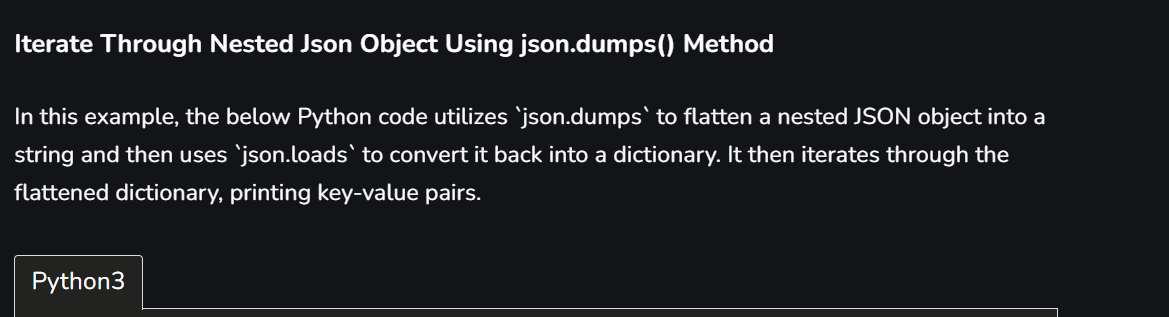 Iterate Through Nested Json Object Using json.dumps() Method
In this example, the below Python code utilizes `json.dumps` to flatten a nested JSON object into a
string and then uses `json.loads` to convert it back into a dictionary. It then iterates through the
flattened dictionary, printing key-value pairs.
Python3